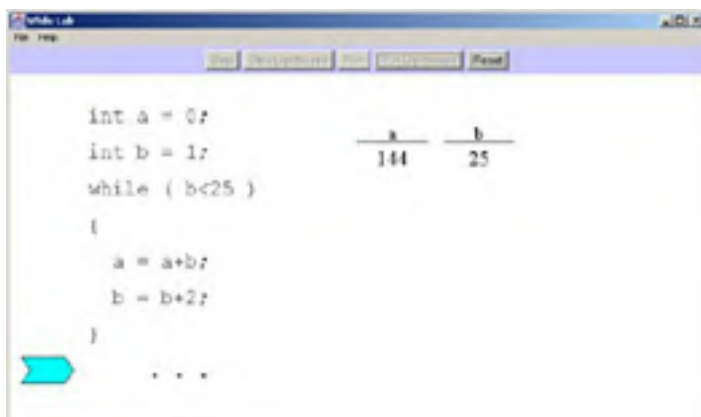 While Lab
File Help
Reset
int a = 0;
int b = 1;
a b
144 25
while ( b<25 )
{
a = a+b;
b = b+2;
}
. . .